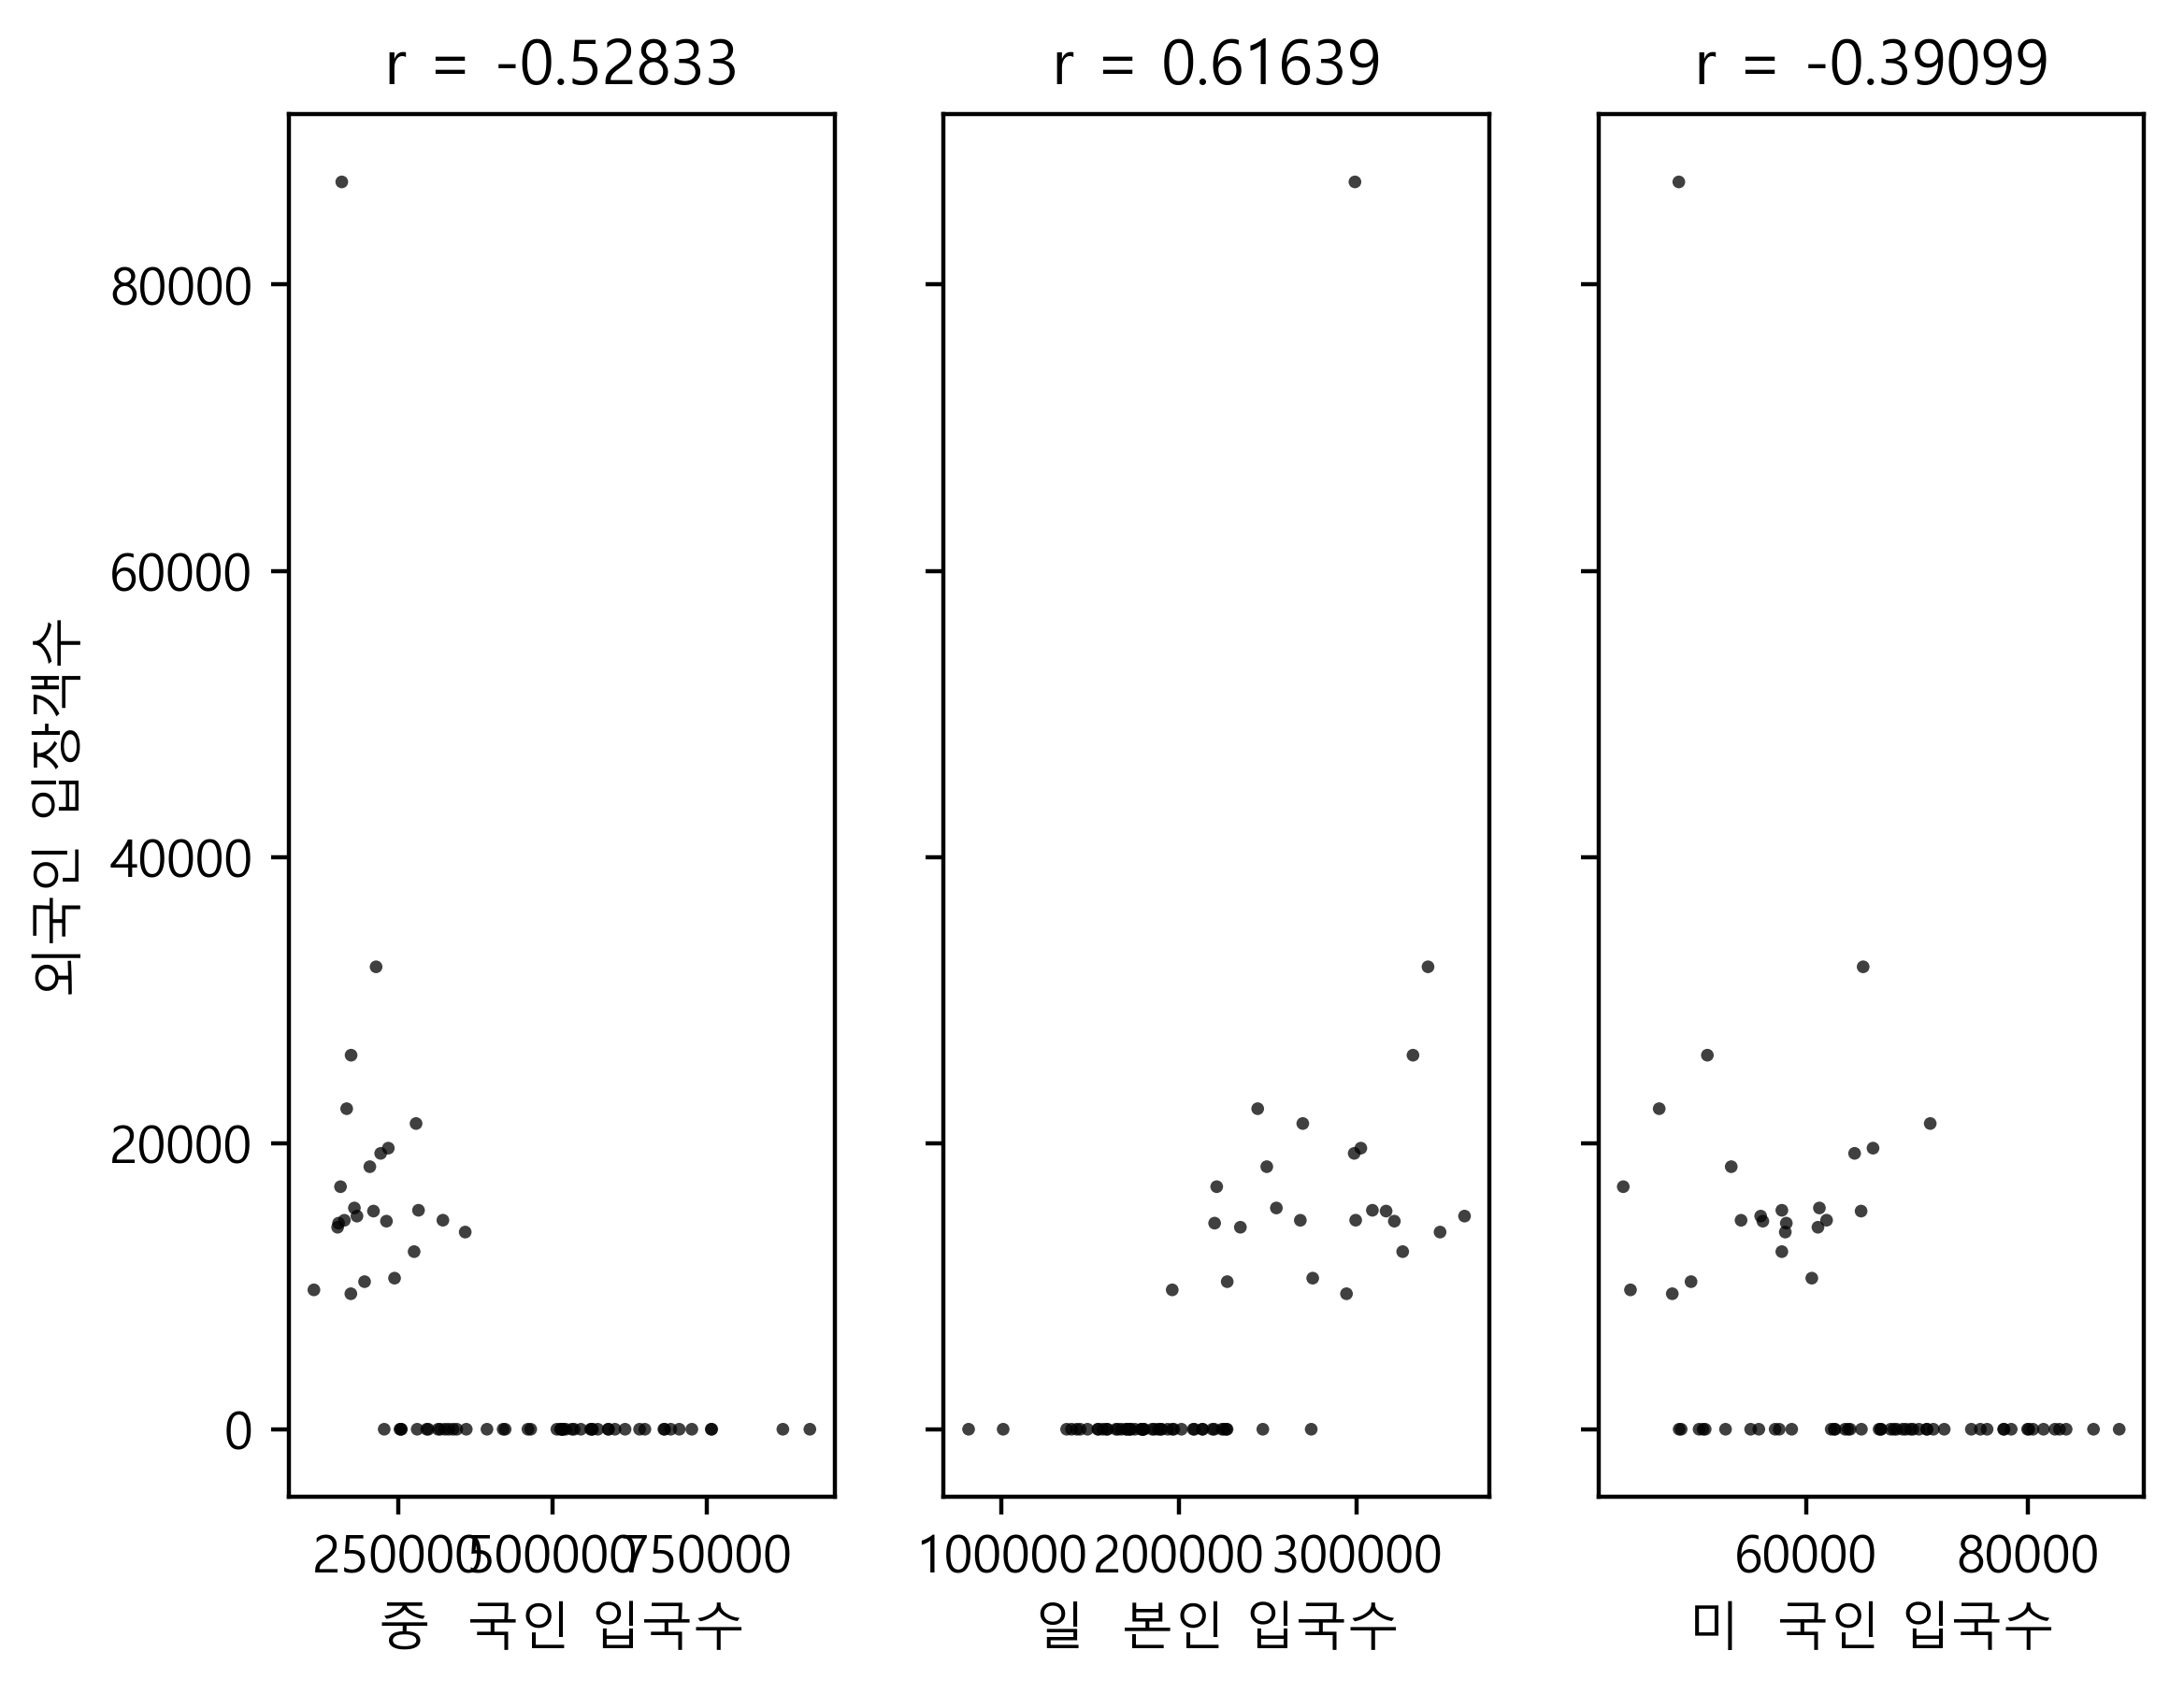 r = -0.52833
r = 0.61639
r = -0.39099
외국인 입장객수
80000
60000
40000
20000
0
250000 500000 750000
100000 200000 300000
60000 80000
중 국인 입국수
일 본인 입국수
미 국인 입국수